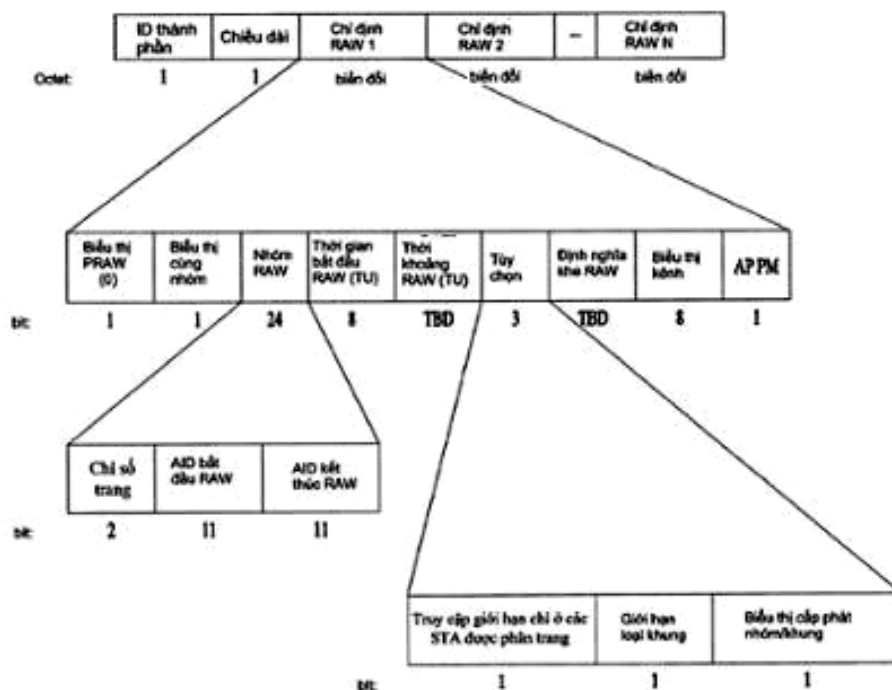 ID thành phần
Chiều dài
Chỉ định RAW 1
Chỉ định RAW 2
...
Chỉ định RAW N
Octet:
1
1
biến đổi
biến đổi
biến đổi
Biểu thị PRAW (0)
Biểu thị cùng nhóm
Nhóm RAW
Thời gian bắt đầu RAW (TU)
Thời khoảng RAW (TU)
Tùy chọn
Định nghĩa khe RAW
Biểu thị kênh
AP PM
bit:
1
1
24
8
TBD
3
TBD
8
1
Chỉ số trang
AID bắt đầu RAW
AID kết thúc RAW
bit:
2
11
11
Truy cập giới hạn chỉ ở các STA được phân trang
Giới hạn loại khung
Biểu thị cấp phát nhóm/khung
bit:
1
1
1